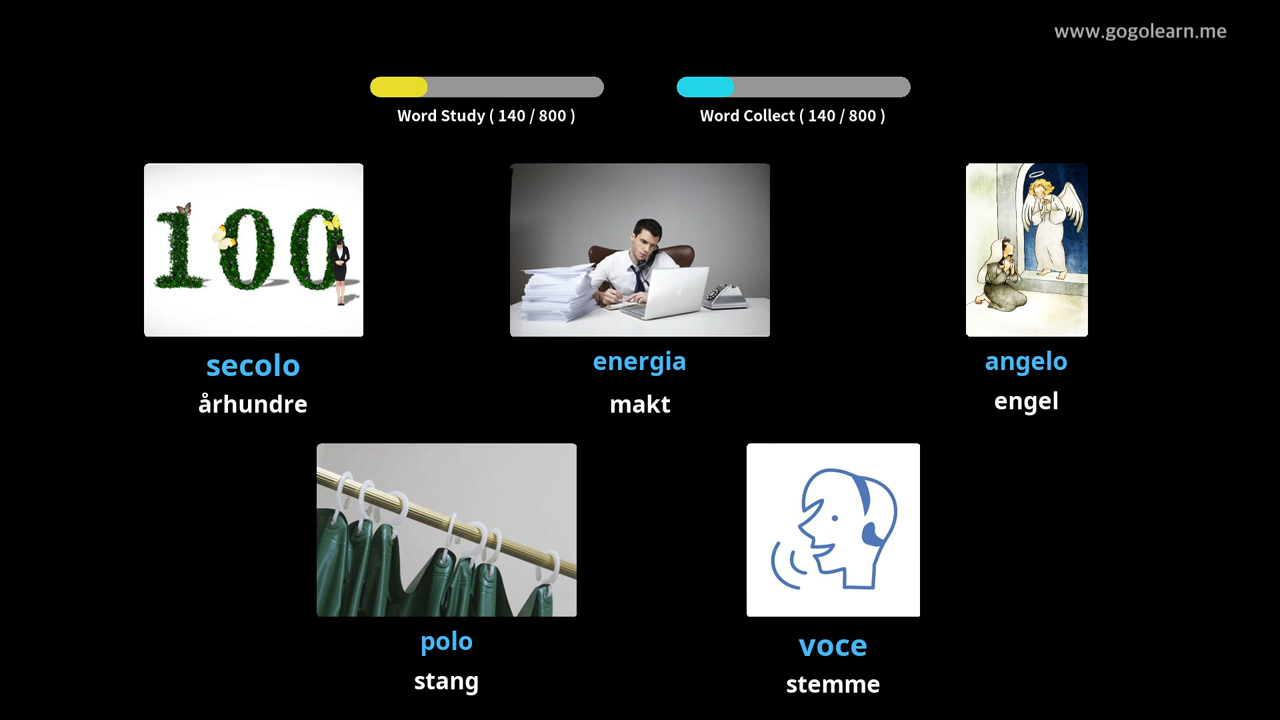 www.gogolearn.me
Word Study ( 140 / 800 )
Word Collect ( 140 / 800 )
100
secolo
energia
angelo
århundre
makt
engel
polo
voce
stang
stemme